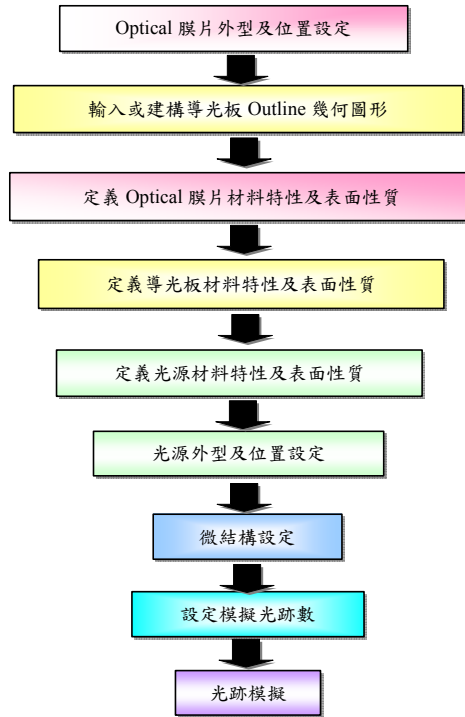 Optical 膜片外型及位置設定
輸入或建構導光板 Outline 幾何圖形
定義 Optical 膜片材料特性及表面性質
定義導光板材料特性及表面性質
定義光源材料特性及表面性質
光源外型及位置設定
微結構設定
設定模擬光跡數
光跡模擬